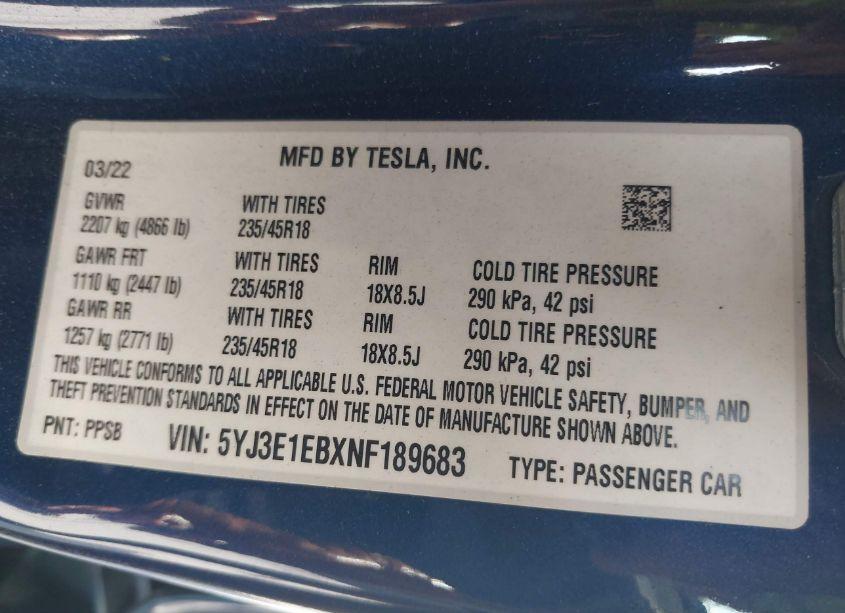 MFD BY TESLA, INC.
03/22
GVWR WITH TIRES
2207 kg (4866 lb) 235/45R18
GAWR FRT WITH TIRES RIM COLD TIRE PRESSURE
1110 kg (2447 lb) 235/45R18 18X8.5J 290 kPa, 42 psi
GAWR RR WITH TIRES RIM COLD TIRE PRESSURE
1257 kg (2771 lb) 235/45R18 18X8.5J 290 kPa, 42 psi
THIS VEHICLE CONFORMS TO ALL APPLICABLE U.S. FEDERAL MOTOR VEHICLE SAFETY, BUMPER, AND
THEFT PREVENTION STANDARDS IN EFFECT ON THE DATE OF MANUFACTURE SHOWN ABOVE.
PNT: PPSB VIN: 5YJ3E1EBXNF189683 TYPE: PASSENGER CAR